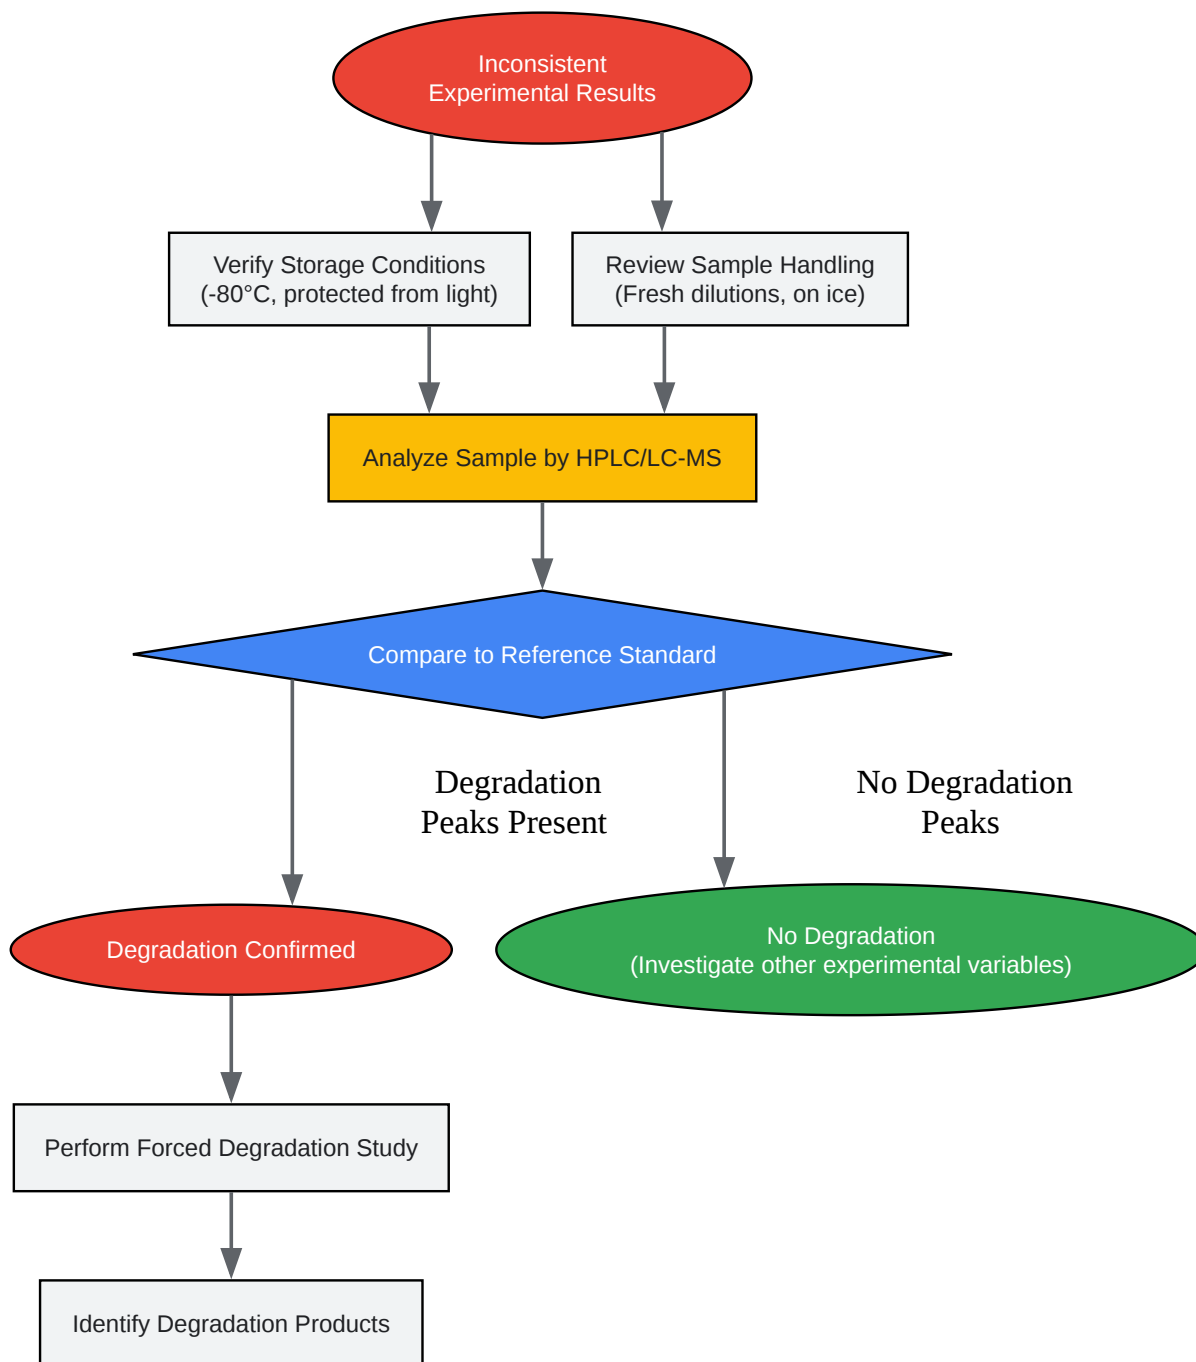 Inconsistent
Experimental Results
Verify Storage Conditions
(-80°C, protected from light)
Review Sample Handling
(Fresh dilutions, on ice)
Analyze Sample by HPLC/LC-MS
Compare to Reference Standard
Degradation
Peaks Present
No Degradation
Peaks
Degradation Confirmed
No Degradation
(Investigate other experimental variables)
Perform Forced Degradation Study
Identify Degradation Products